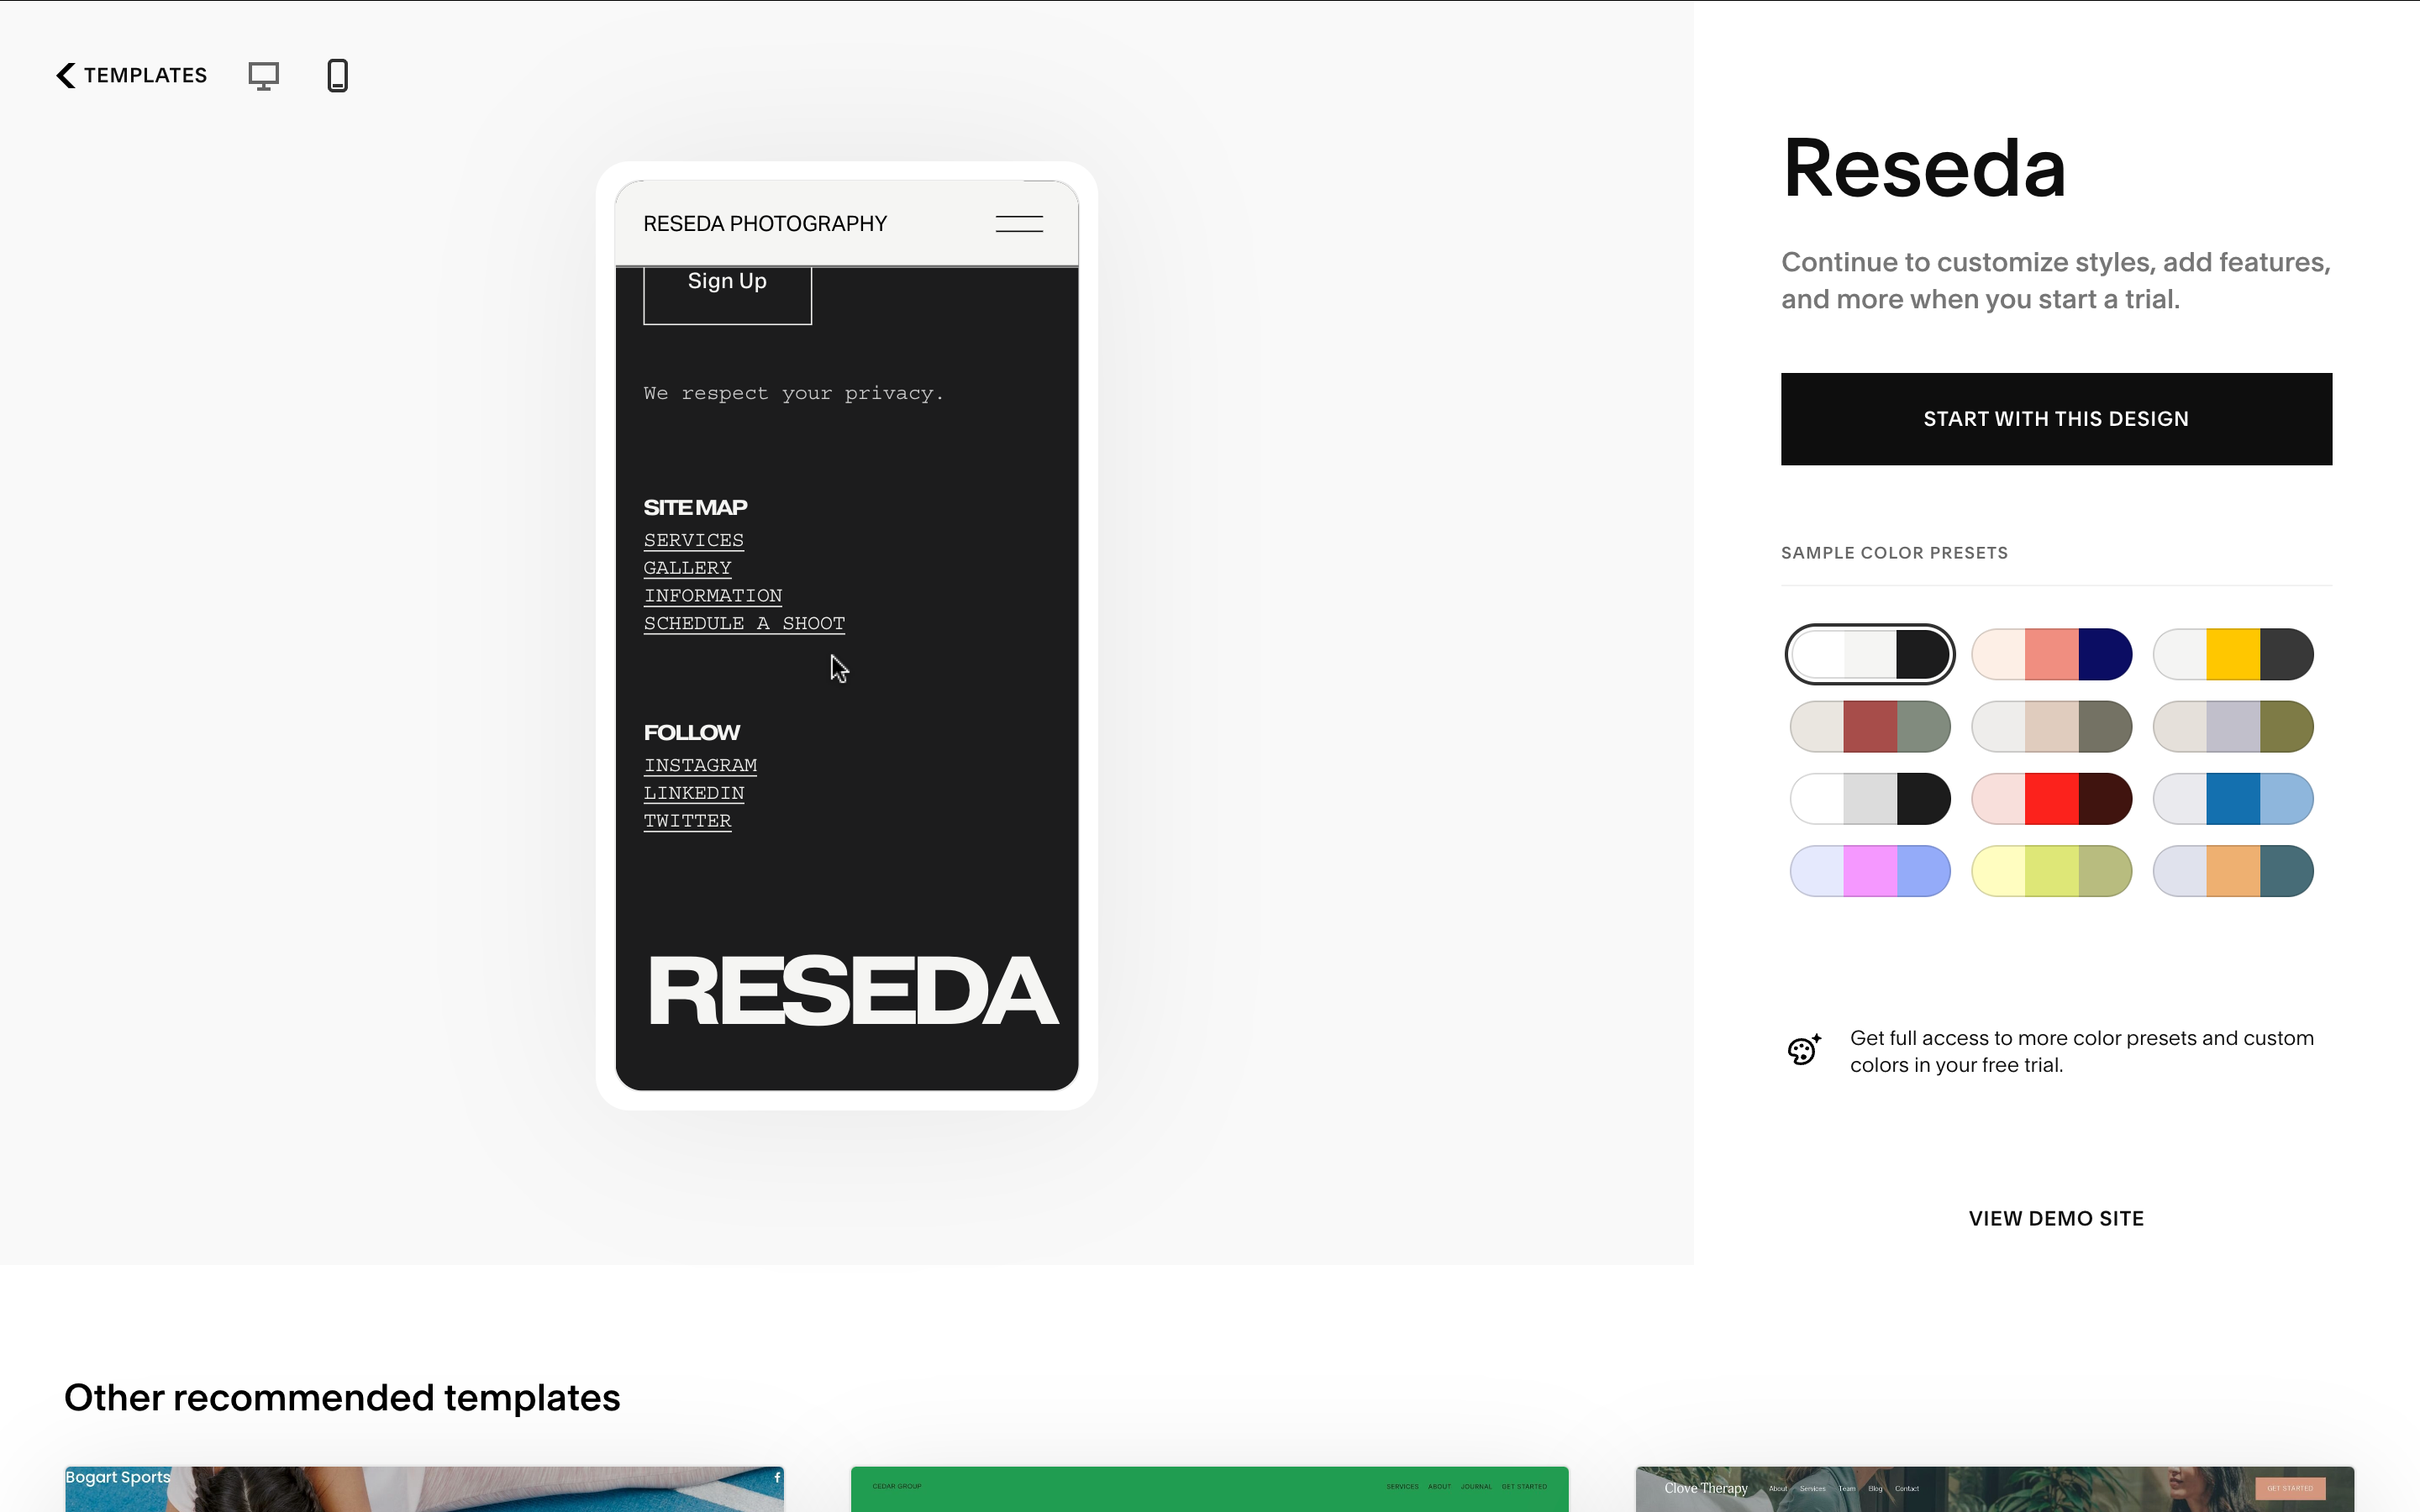 TEMPLATES
RESEDA PHOTOGRAPHY
Sign Up
We respect your privacy.
SITE MAP
SERVICES
GALLERY
INFORMATION
SCHEDULE A SHOOT
FOLLOW
INSTAGRAM
LINKEDIN
TWITTER
RESEDA
Reseda
Continue to customize styles, add features,
and more when you start a trial.
START WITH THIS DESIGN
SAMPLE COLOR PRESETS
Get full access to more color presets and custom
colors in your free trial.
VIEW DEMO SITE
Other recommended templates
Bogart Sports
CEDAR GROUP
SERVICES ABOUT JOURNAL GET STARTED
Clove Therapy About Services Team Blog Contact GET STARTED